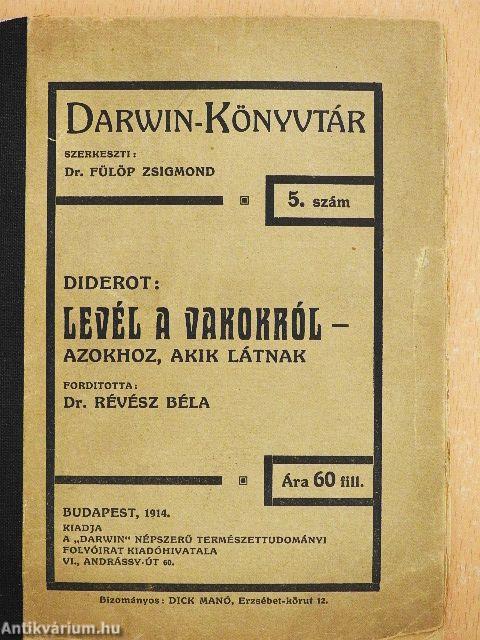 DARWIN-KÖNYVTÁR
SZERKESZTI:
Dr. FÜLÖP ZSIGMOND
5. szám
DIDEROT:
LEVÉL A VAKOKRÓL –
AZOKHOZ, AKIK LÁTNAK
FORDITOTTA:
Dr. RÉVÉSZ BÉLA
Ára 60 fill.
BUDAPEST, 1914.
KIADJA
A „DARWIN“ NÉPSZERŰ TERMÉSZETTUDOMÁNYI
FOLYÓIRAT KIADÓHIVATALA
VI., ANDRÁSSY-ÚT 60.
Bizományos: DICK MANÓ, Erzsébet-körut 12.
Antikvárium.hu